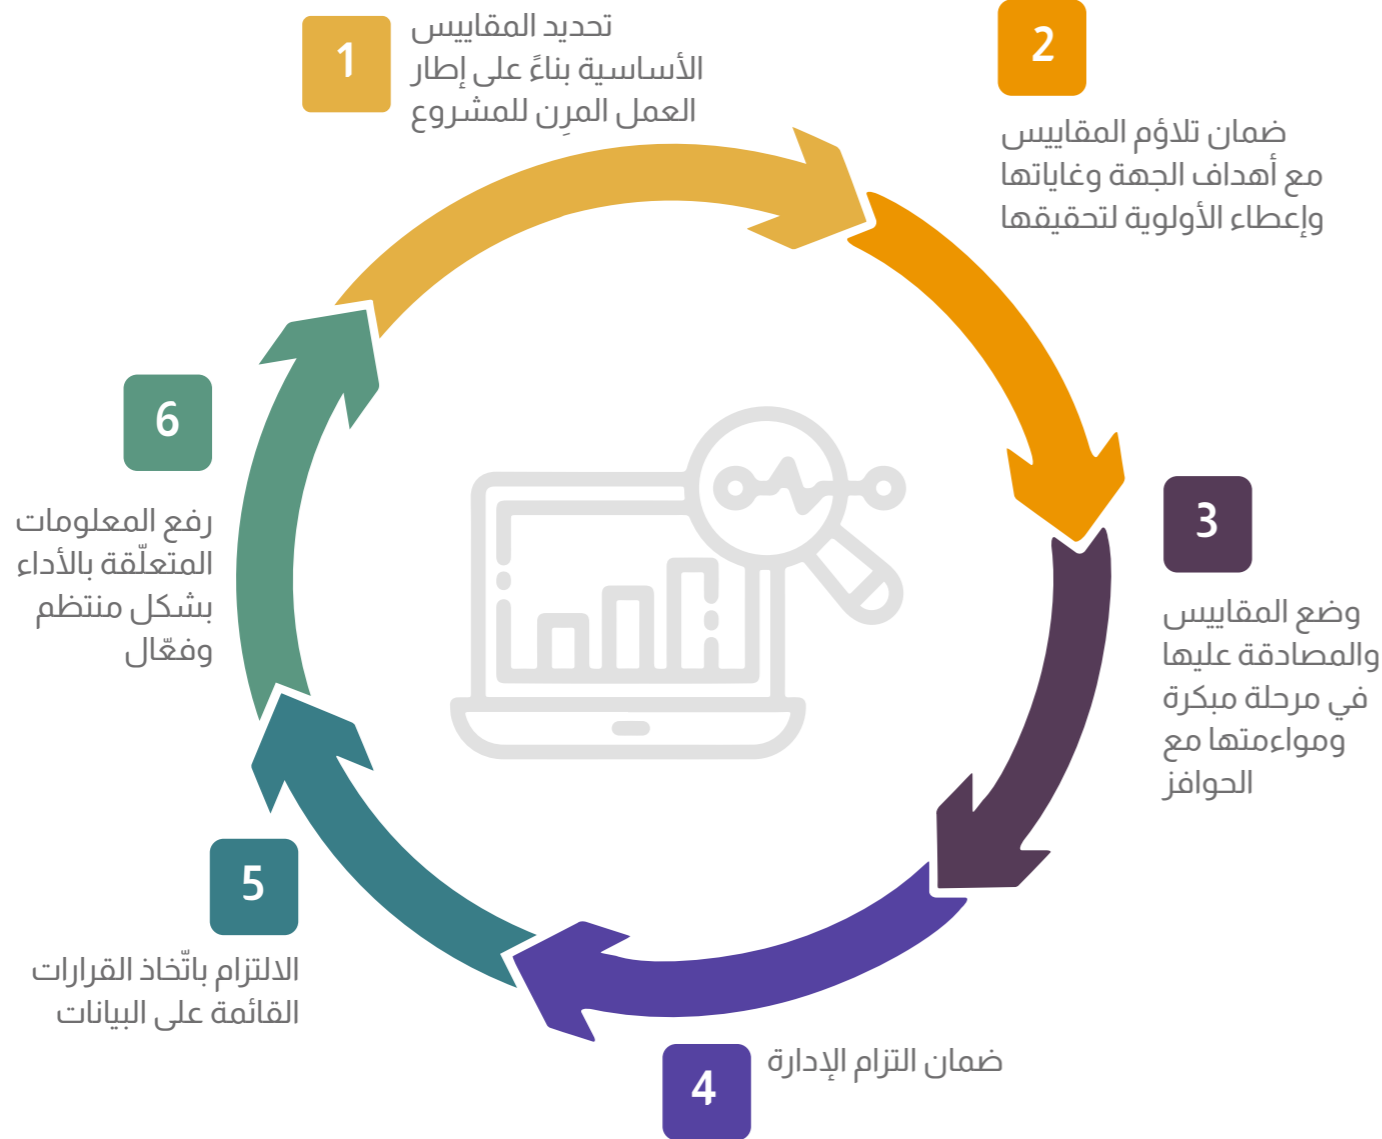 1
تحديد المقاييس
الأساسية بناءً على إطار
العمل المرِن للمشروع
2
ضمان تلاؤم المقاييس
مع أهداف الجهة وغاياتها
وإعطاء الأولوية لتحقيقها
3
وضع المقاييس
والمصادقة عليها
في مرحلة مبكرة
ومواءمتها مع
الحوافز
4
ضمان التزام الإدارة
5
الالتزام باتّخاذ القرارات
القائمة على البيانات
6
رفع المعلومات
المتعلّقة بالأداء
بشكل منتظم
وفعّال